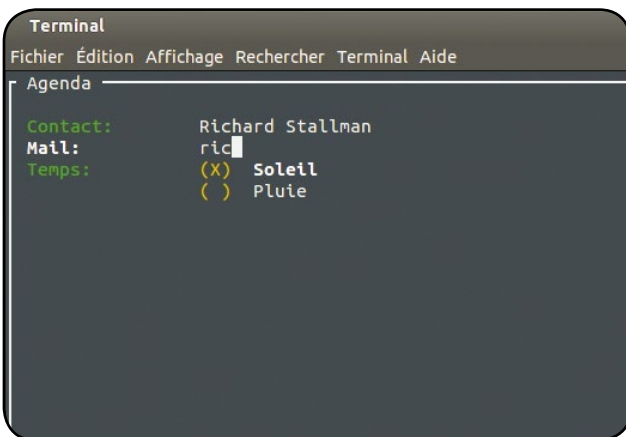 Terminal
Fichier Édition Affichage Rechercher Terminal Aide
Agenda
Contact: Richard Stallman
Mail: ric
Temps: (X) Soleil
( ) Pluie